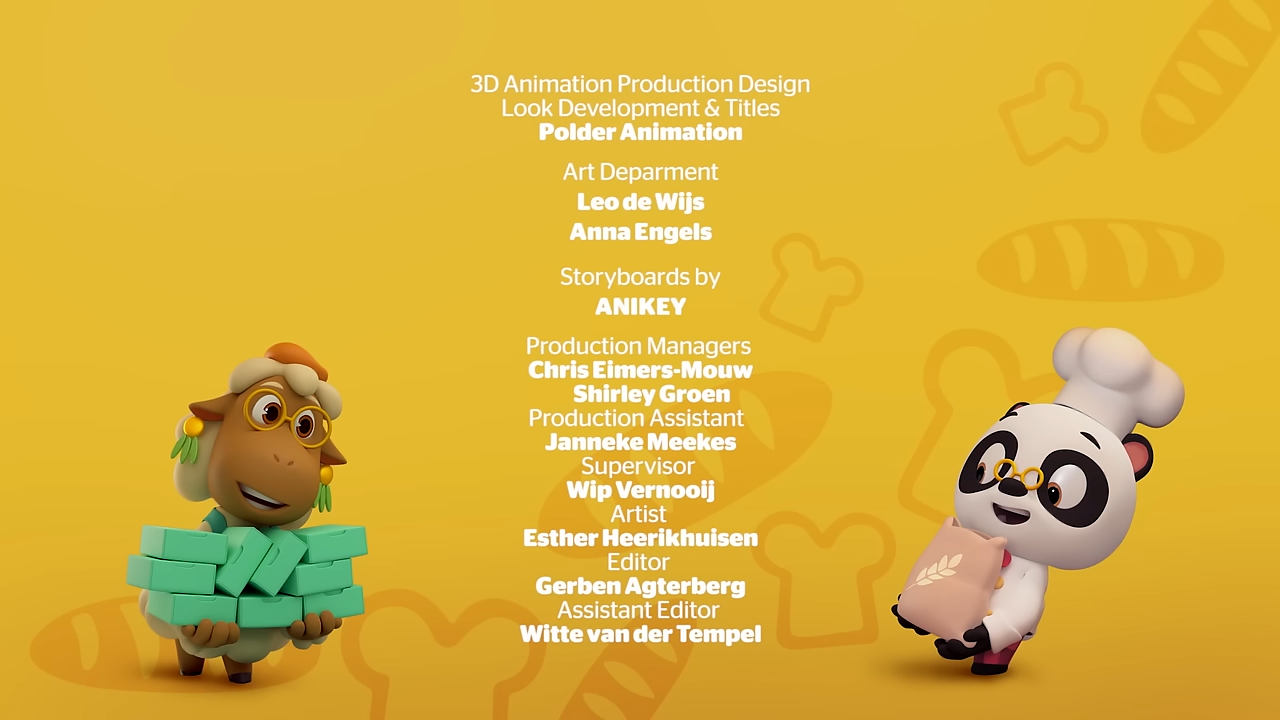 3D Animation Production Design
Look Development & Titles
Polder Animation
Art Deparment
Leo de Wijs
Anna Engels
Storyboards by
ANIKEY
Production Managers
Chris Eimers-Mouw
Shirley Groen
Production Assistant
Janneke Meekes
Supervisor
Wip Vernooij
Artist
Esther Heerikhuisen
Editor
Gerben Agterberg
Assistant Editor
Witte van der Tempel